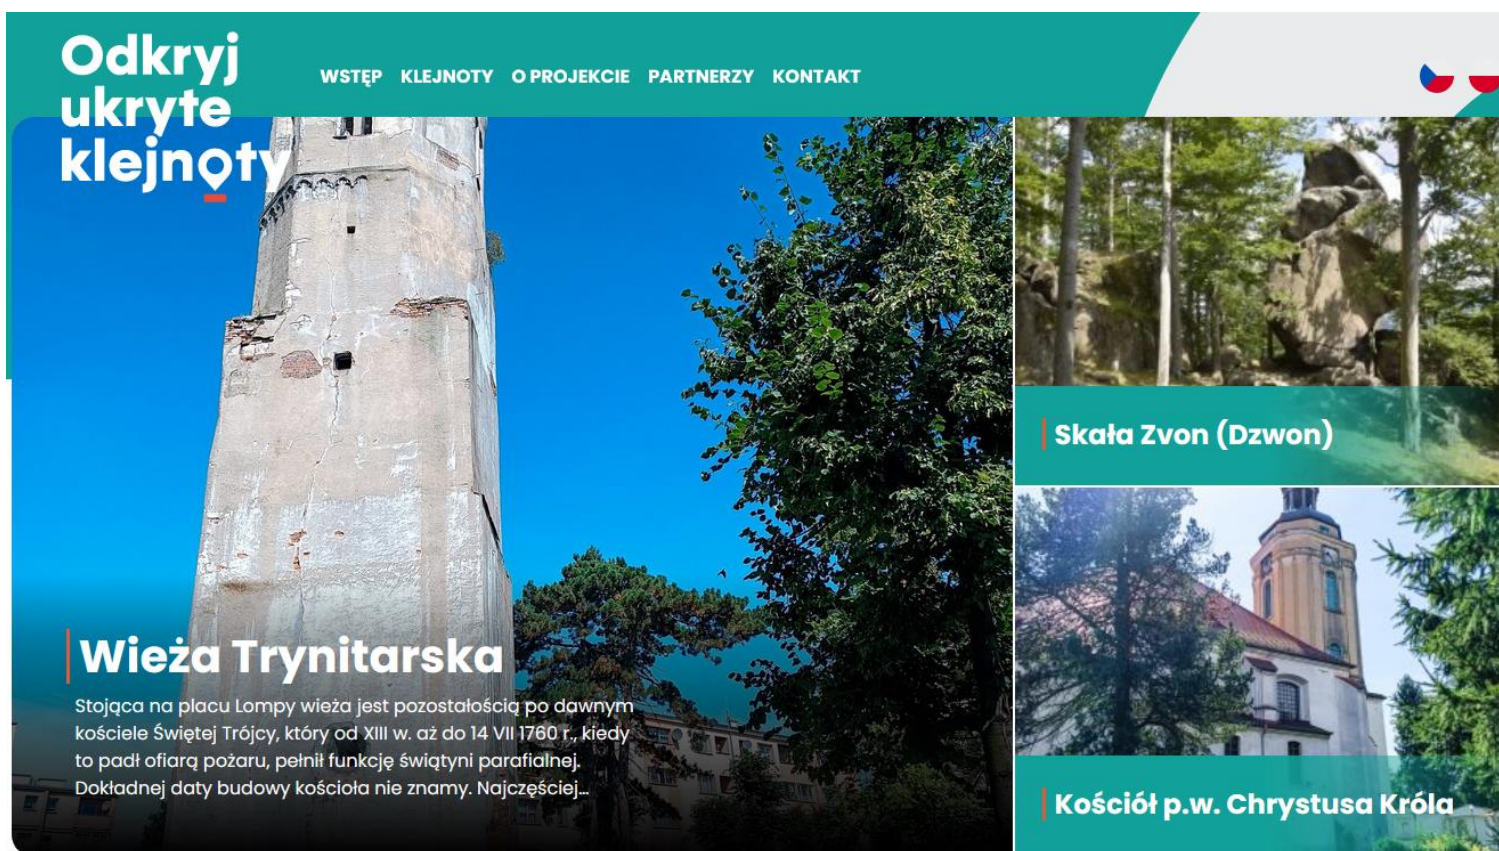 Odkryj
ukryte
klejnoty
WSTĘP KLEJNOTY O PROJEKCIE PARTNERZY KONTAKT
Wieża Trynitarska
Stojąca na placu Lompy wieża jest pozostałością po dawnym
kościele Świętej Trójcy, który od XIII w. aż do 14 VII 1760 r., kiedy
to padł ofiarą pożaru, pełnił funkcję świątyni parafialnej.
Dokładnej daty budowy kościoła nie znamy. Najczęściej...
Skała Zvon (Dzwon)
Kościół p.w. Chrystusa Króla